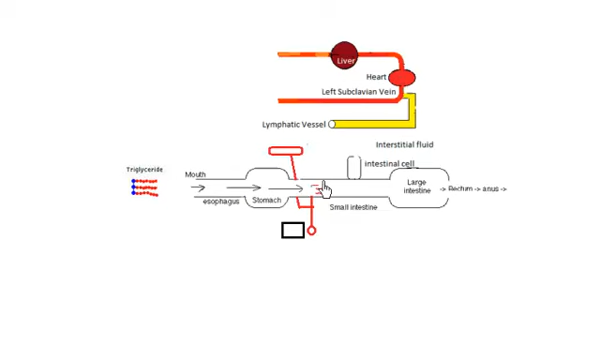 Liver
Heart
Left Subclavian Vein
Lymphatic Vessel
Interstitial fluid
intestinal cell
Triglyceride
Mouth
esophagus
Stomach
Small intestine
Large
intestine
Rectum -> anus ->